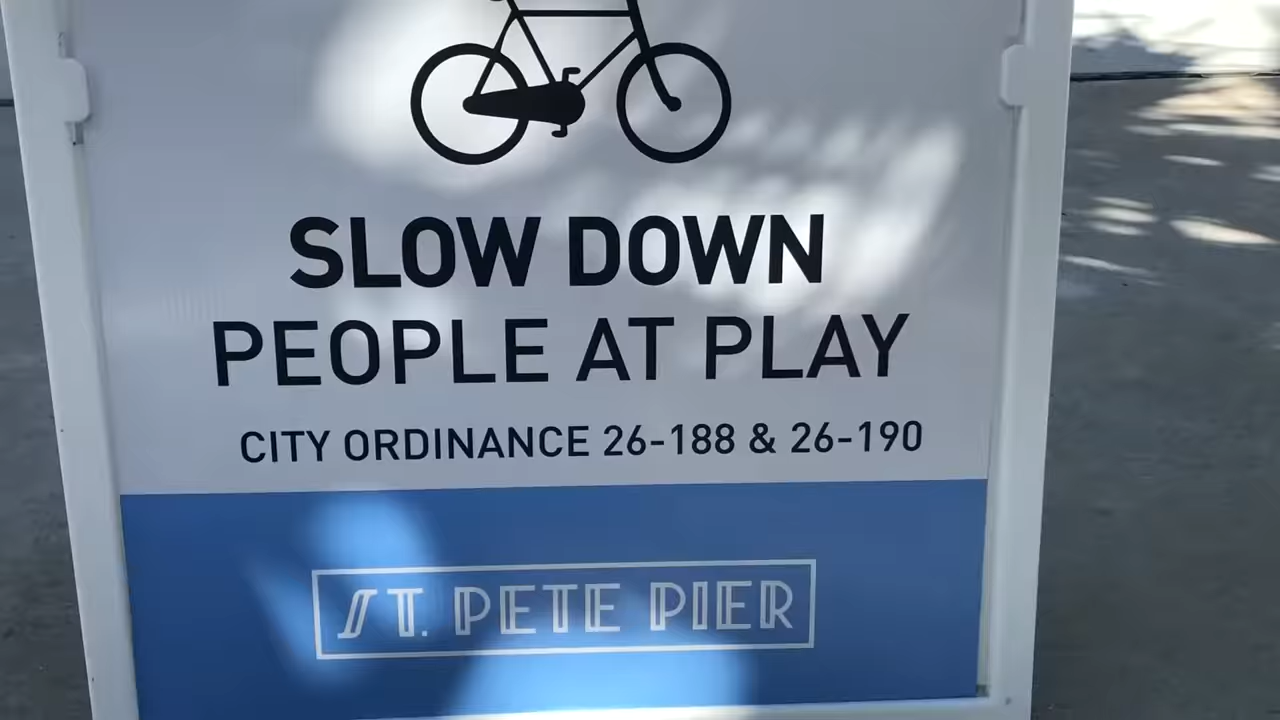 SLOW DOWN
PEOPLE AT PLAY
CITY ORDINANCE 26-188 & 26-190
ST. PETE PIER